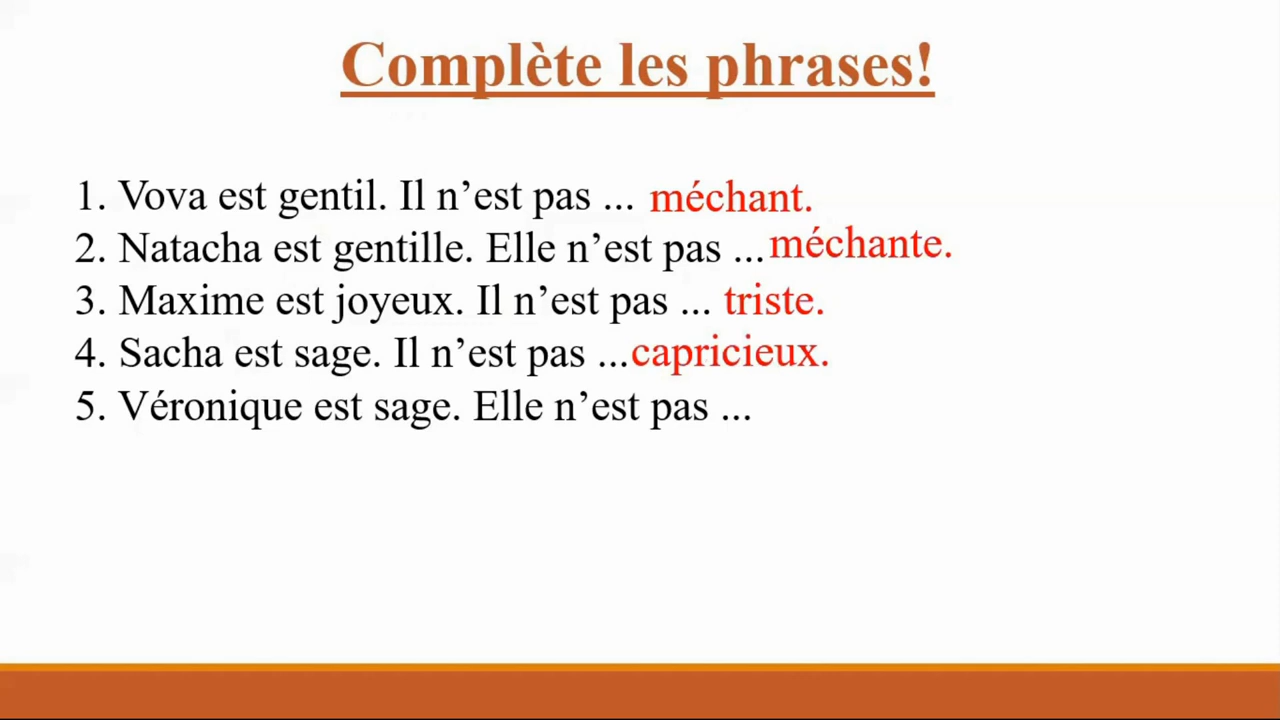 Complète les phrases!
1. Vova est gentil. Il n’est pas ... méchant.
2. Natacha est gentille. Elle n’est pas ... méchante.
3. Maxime est joyeux. Il n’est pas ... triste.
4. Sacha est sage. Il n’est pas ... capricieux.
5. Véronique est sage. Elle n’est pas ...